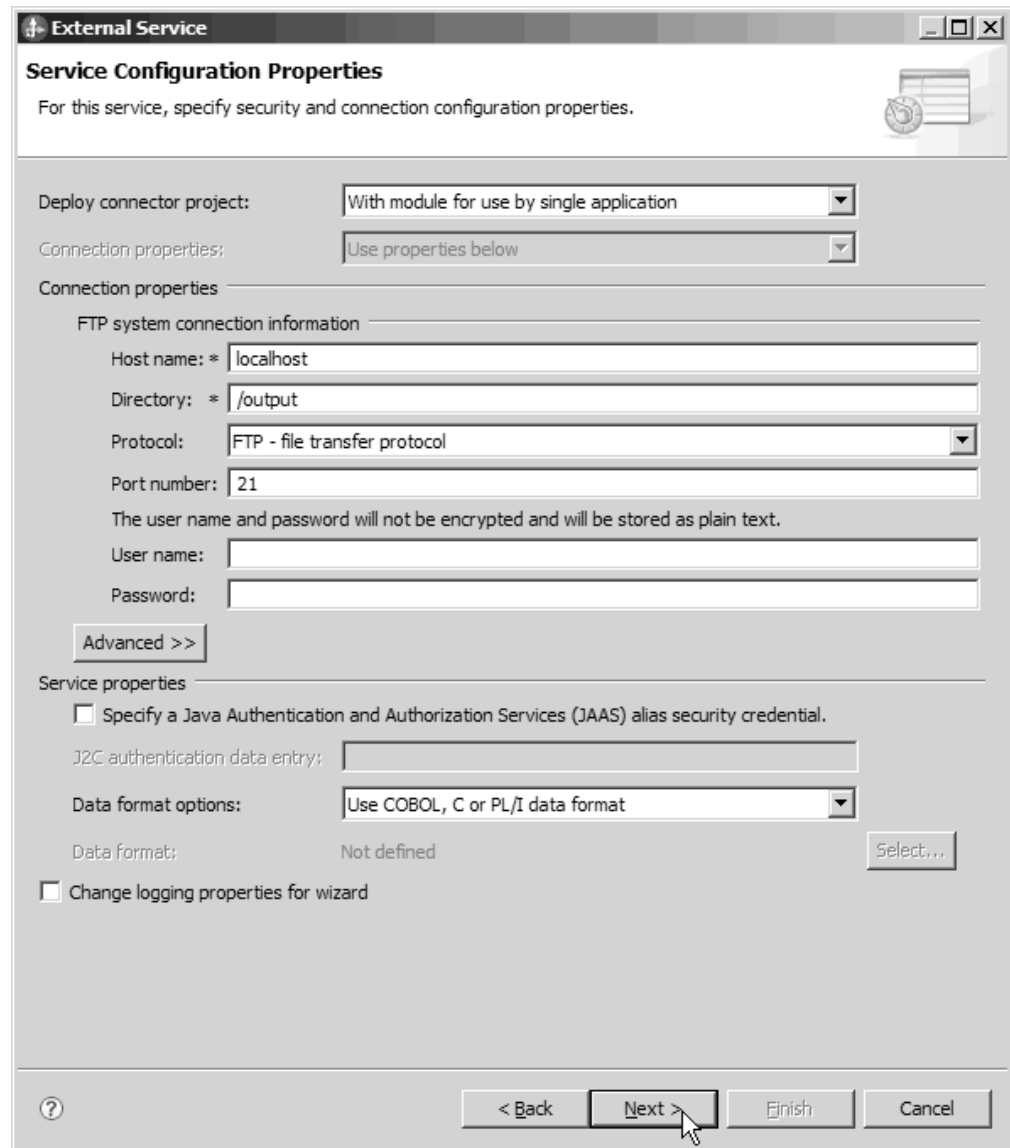 External Service
Service Configuration Properties
For this service, specify security and connection configuration properties.
Deploy connector project: With module for use by single application
Connection properties: Use properties below
Connection properties
FTP system connection information
Host name: * localhost
Directory: * /output
Protocol: FTP - file transfer protocol
Port number: 21
The user name and password will not be encrypted and will be stored as plain text.
User name:
Password:
Advanced >>
Service properties
Specify a Java Authentication and Authorization Services (JAAS) alias security credential.
J2C authentication data entry:
Data format options: Use COBOL, C or PL/I data format
Data format: Not defined Select...
Change logging properties for wizard
? < Back Next > Finish Cancel